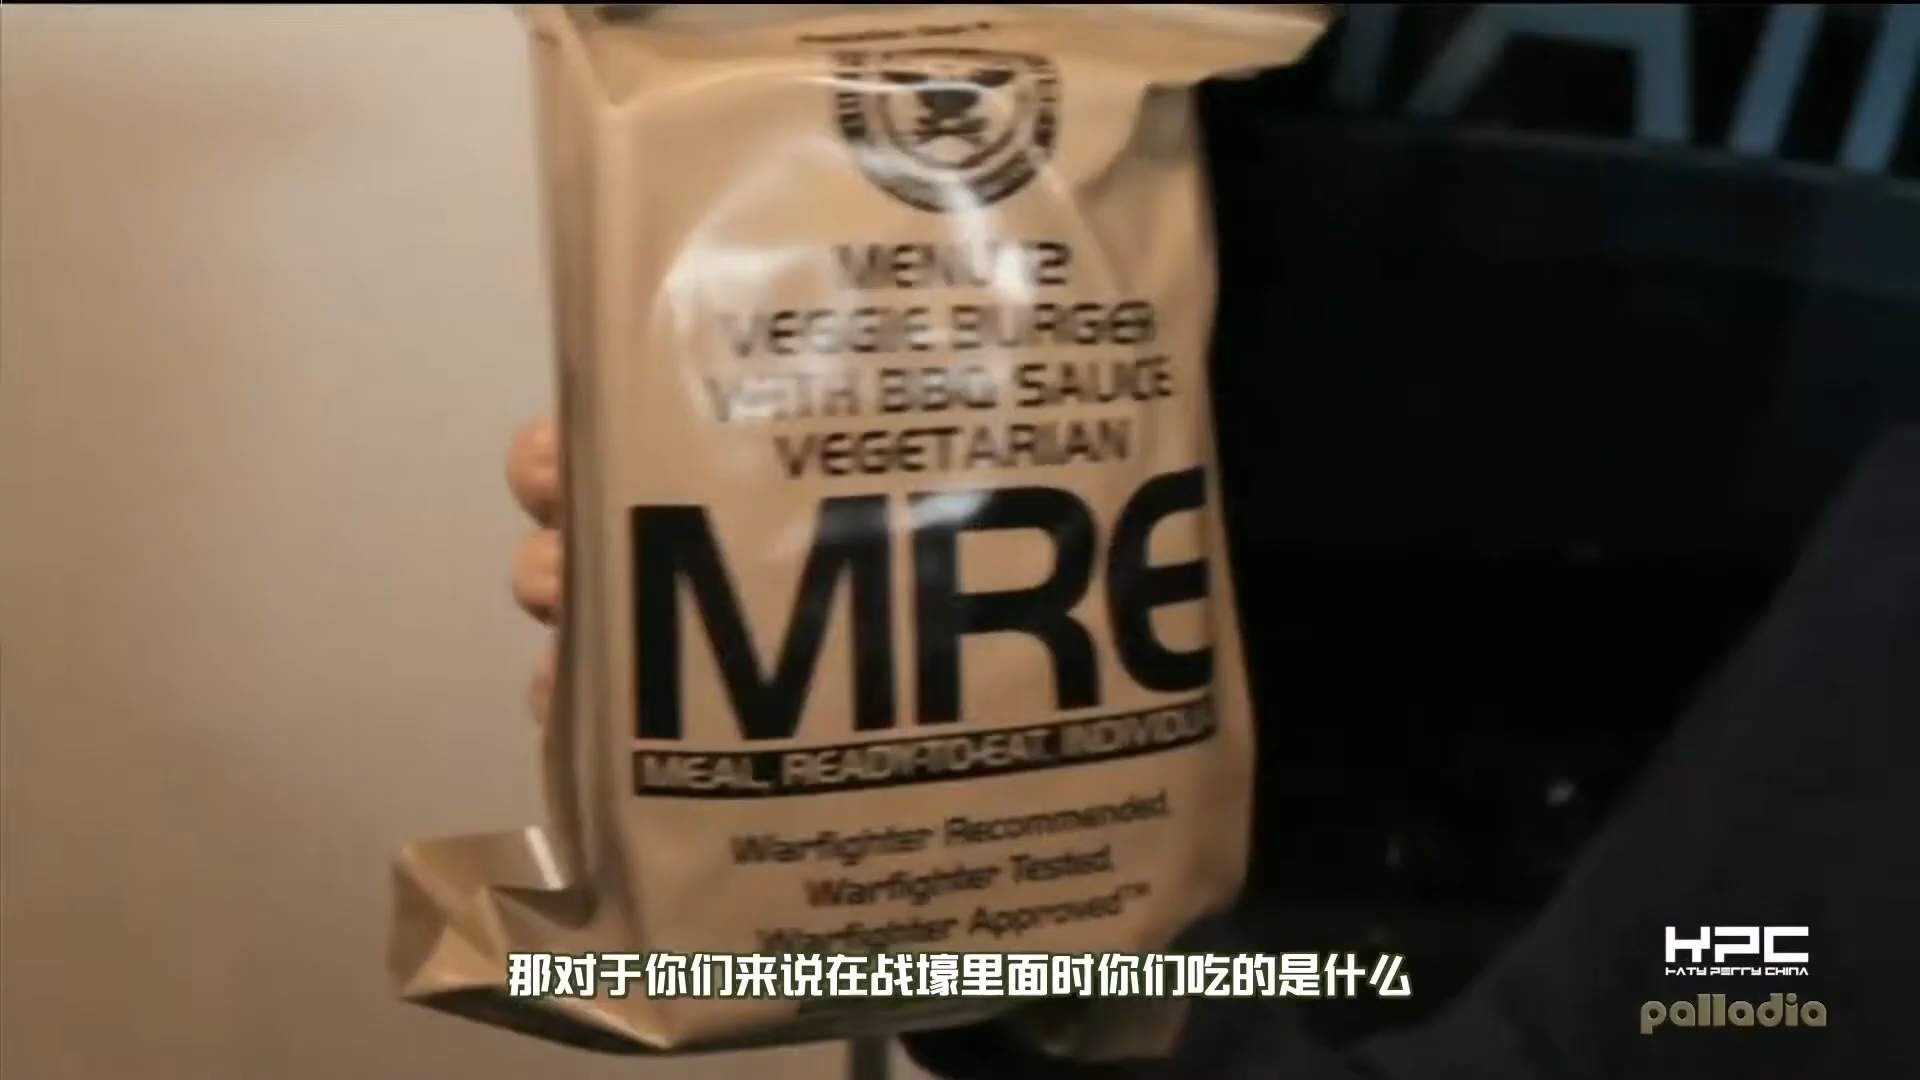 MENU 12
VEGGIE BURGER
WITH BBQ SAUCE
VEGETARIAN
MRE
MEAL, READY-TO-EAT, INDIVIDU
Warfighter Recommended,
Warfighter Tested,
Warfighter Approved™
那对于你们来说在战壕里面时你们吃的是什么
KPC
KATY PERRY CHINA
palladia